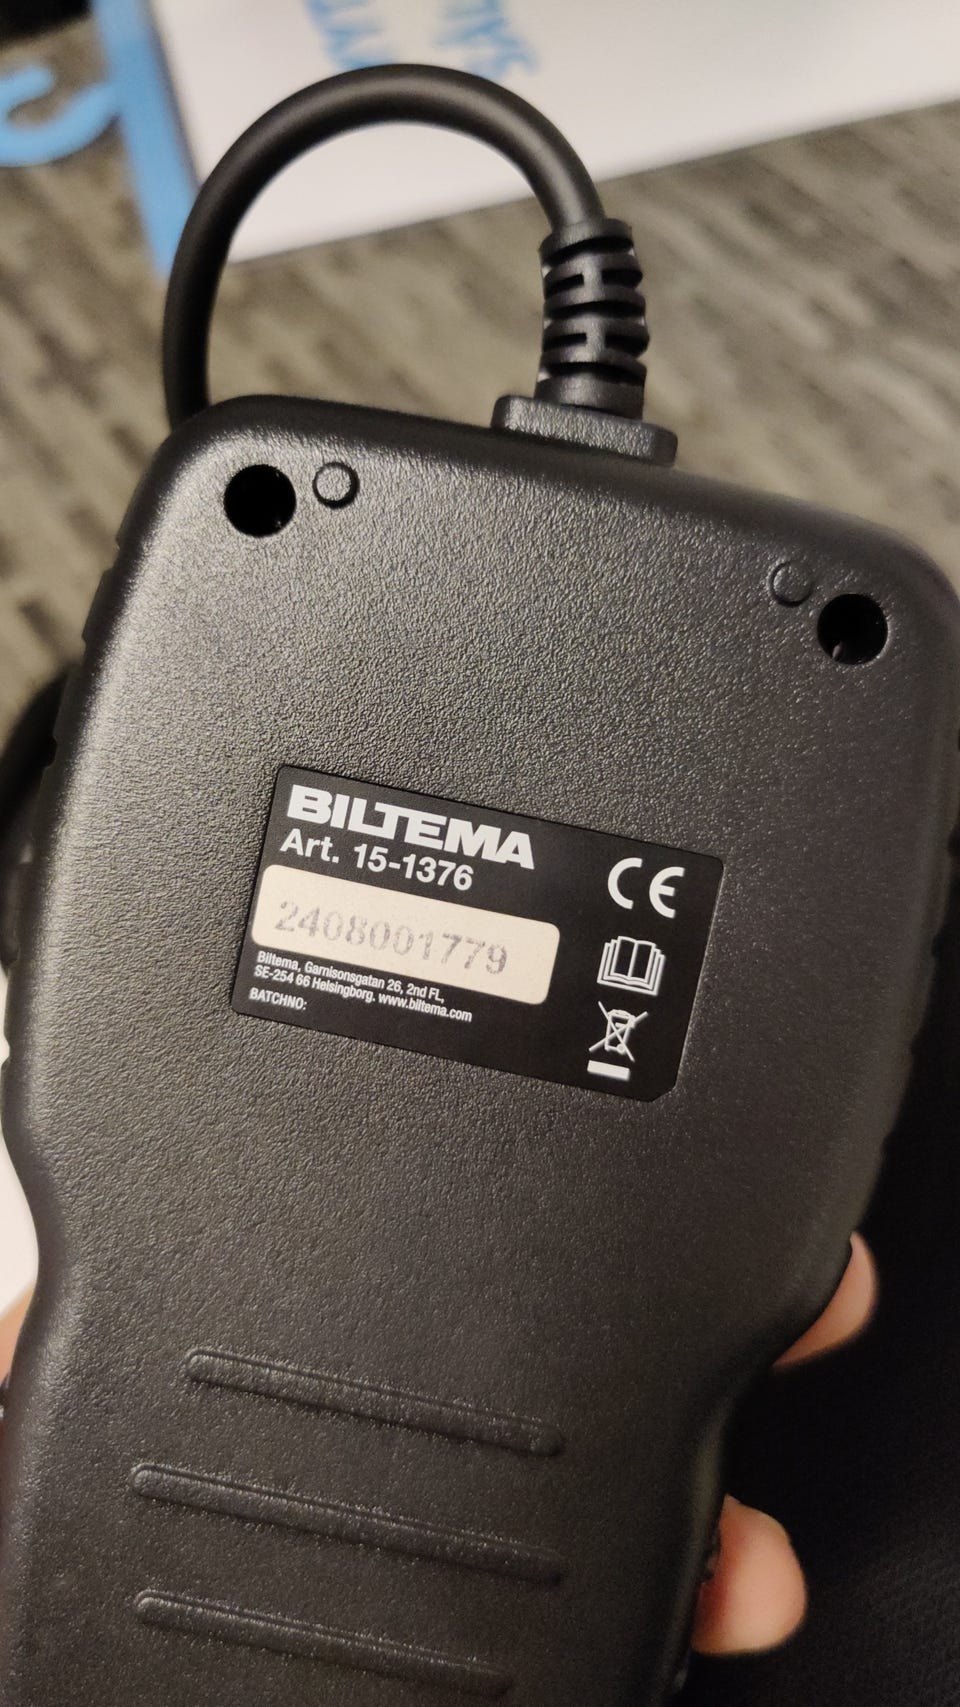 BILTEMA
Art. 15-1376
CE
2408001779
Biltema, Garnisonsgatan 26, 2nd FL,
SE-254 66 Helsingborg. www.biltema.com
BATCHNO: